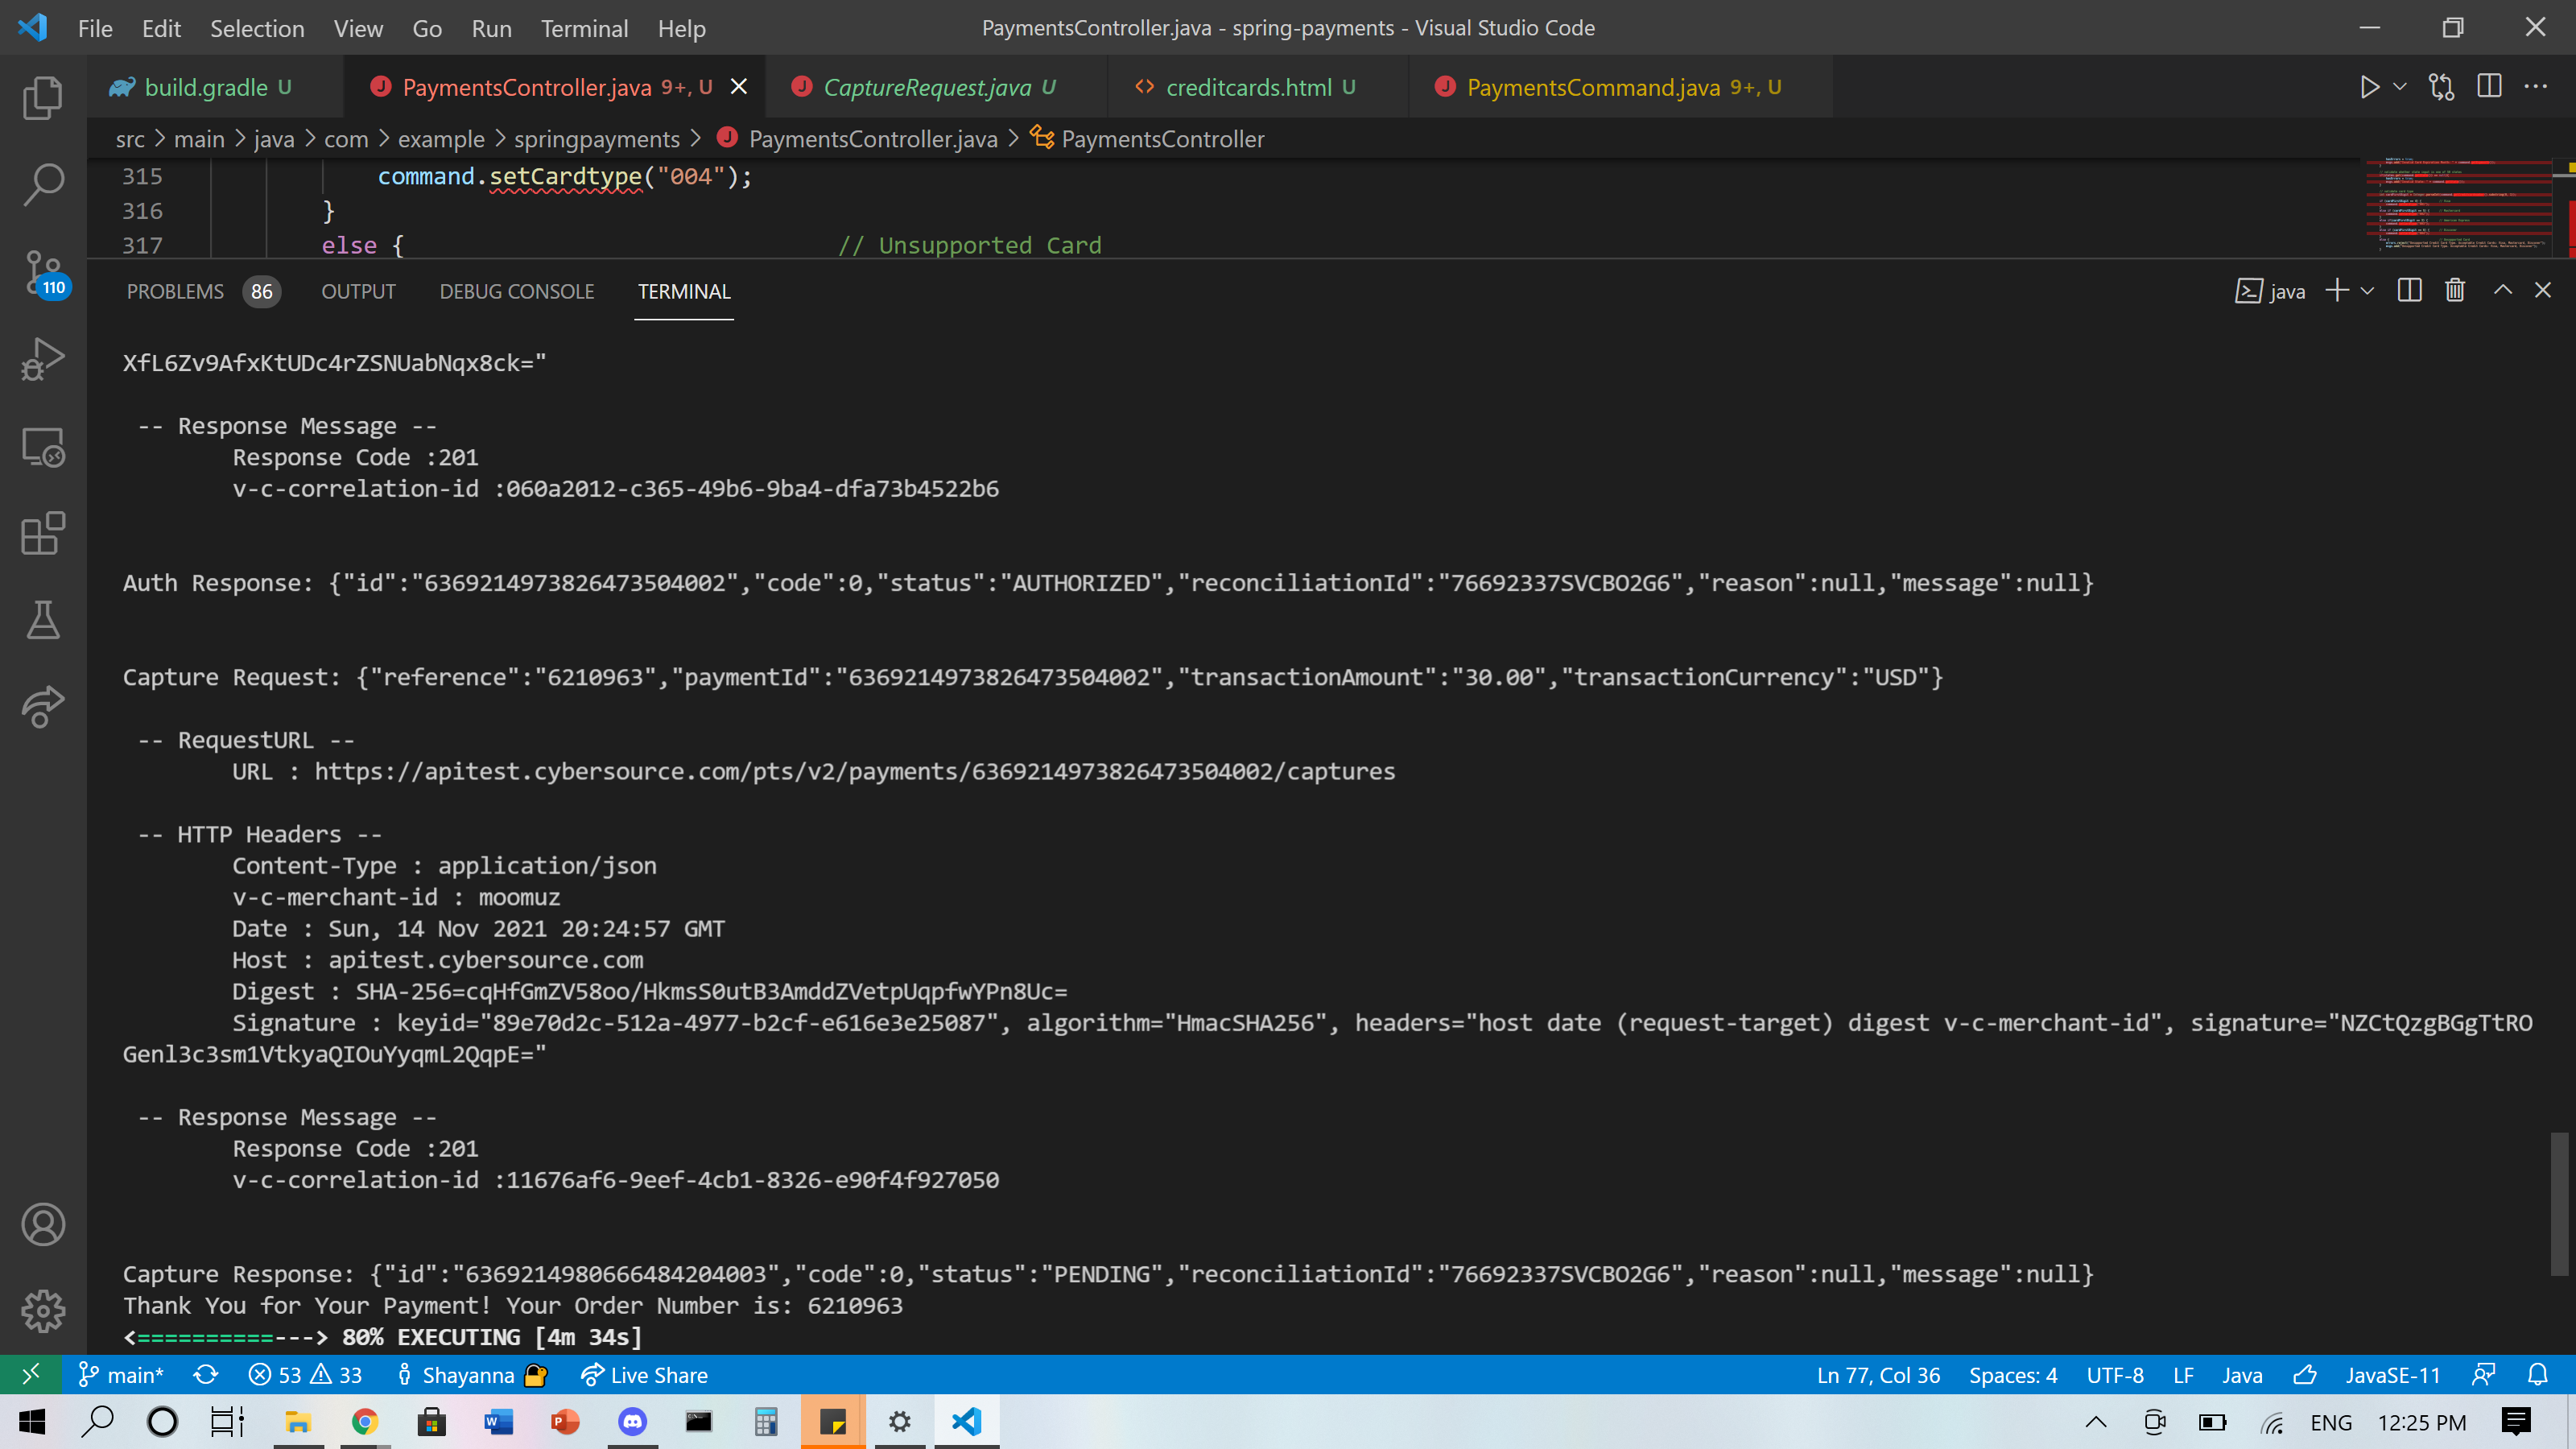 File Edit Selection View Go Run Terminal Help
PaymentsController.java - spring-payments - Visual Studio Code
build.gradle U
PaymentsController.java 9+, U
CaptureRequest.java U
creditcards.html U
PaymentsCommand.java 9+, U
src > main > java > com > example > springpayments > PaymentsController.java > PaymentsController
315 command.setCardtype("004");
316 }
317 else { // Unsupported Card
110
PROBLEMS 86 OUTPUT DEBUG CONSOLE TERMINAL
java
XfL6Zv9AfxKtUDc4rZSNUabNqx8ck="
-- Response Message --
Response Code :201
v-c-correlation-id :060a2012-c365-49b6-9ba4-dfa73b4522b6
Auth Response: {"id":"6369214973826473504002","code":0,"status":"AUTHORIZED","reconciliationId":"76692337SVCBO2G6","reason":null,"message":null}
Capture Request: {"reference":"6210963","paymentId":"6369214973826473504002","transactionAmount":"30.00","transactionCurrency":"USD"}
-- RequestURL --
URL : https://apitest.cybersource.com/pts/v2/payments/6369214973826473504002/captures
-- HTTP Headers --
Content-Type : application/json
v-c-merchant-id : moomuz
Date : Sun, 14 Nov 2021 20:24:57 GMT
Host : apitest.cybersource.com
Digest : SHA-256=cqHfGmZV58oo/HkmsS0utB3AmddZVetpUqpfwYPn8Uc=
Signature : keyid="89e70d2c-512a-4977-b2cf-e616e3e25087", algorithm="HmacSHA256", headers="host date (request-target) digest v-c-merchant-id", signature="NZCtQzgBGgTtRO
Genl3c3sm1VtkyaQIOuYyqmL2QqpE="
-- Response Message --
Response Code :201
v-c-correlation-id :11676af6-9eef-4cb1-8326-e90f4f927050
Capture Response: {"id":"6369214980666484204003","code":0,"status":"PENDING","reconciliationId":"76692337SVCBO2G6","reason":null,"message":null}
Thank You for Your Payment! Your Order Number is: 6210963
<==========---> 80% EXECUTING [4m 34s]
main* 53 33 Shayanna Live Share Ln 77, Col 36 Spaces: 4 UTF-8 LF Java JavaSE-11
ENG 12:25 PM